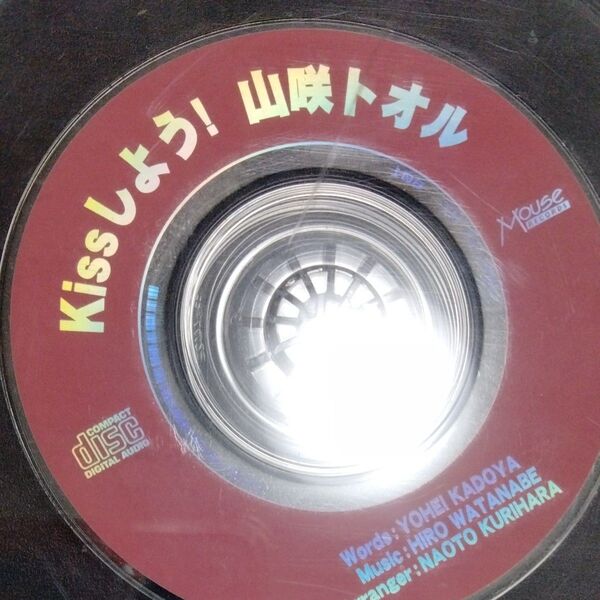 Kissしよう! 山咲トオル
Mouse
RECORDS
COMPACT
disc
DIGITAL AUDIO
Words : YOHEI KADOYA
Music : HIRO WATANABE
rranger : NAOTO KURIHARA